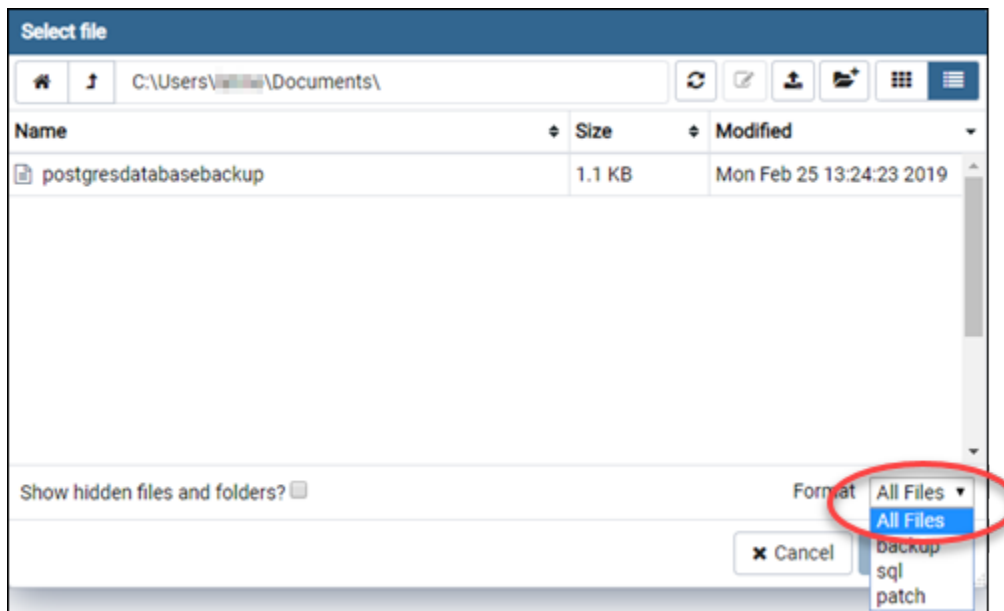 Select file
C:\Users\ \Documents\
Name Size Modified
postgresdatabasebackup 1.1 KB Mon Feb 25 13:24:23 2019
Show hidden files and folders? Format All Files
All Files
Cancel backup
sql
patch